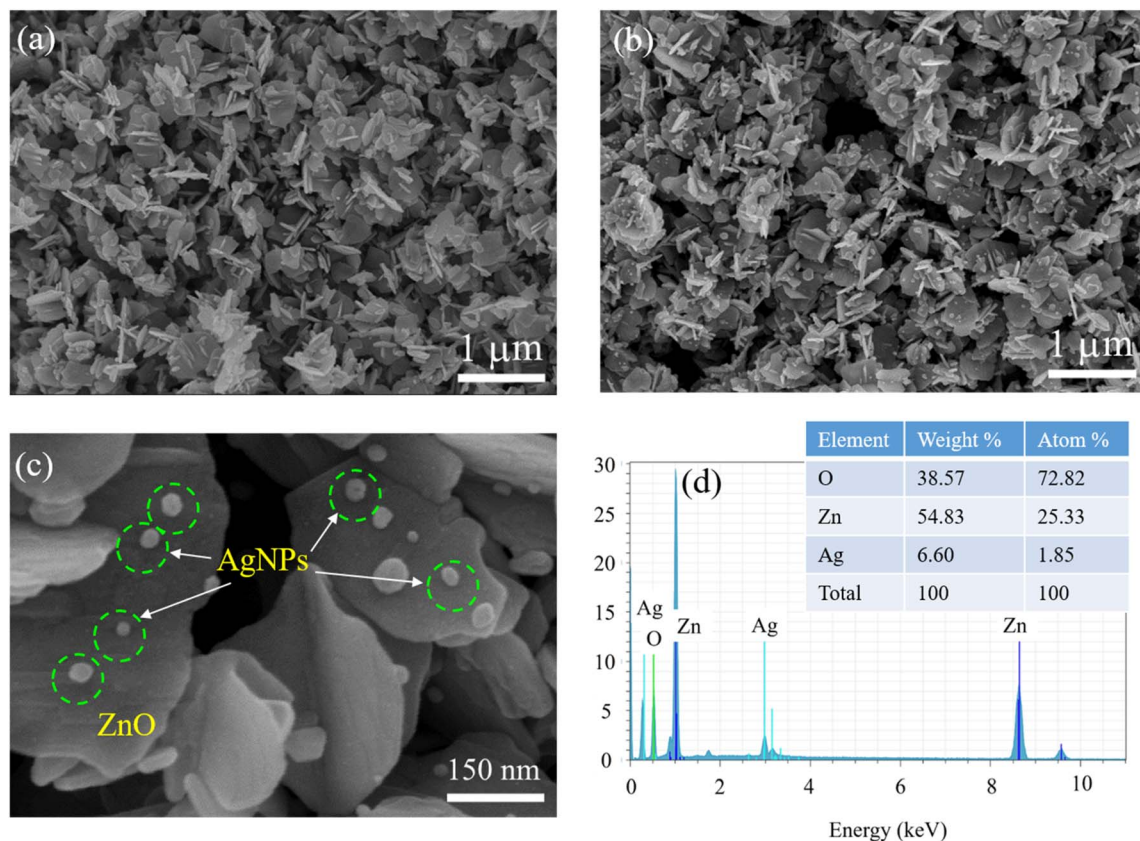 (a)
1 μm
(b)
1 μm
(c)
AgNPs
ZnO
150 nm
(d)
Element Weight % Atom %
O 38.57 72.82
Zn 54.83 25.33
Ag 6.60 1.85
Total 100 100
30
25
20
15
10
5
0
Ag
O
Zn
Ag
Zn
0 2 4 6 8 10
Energy (keV)